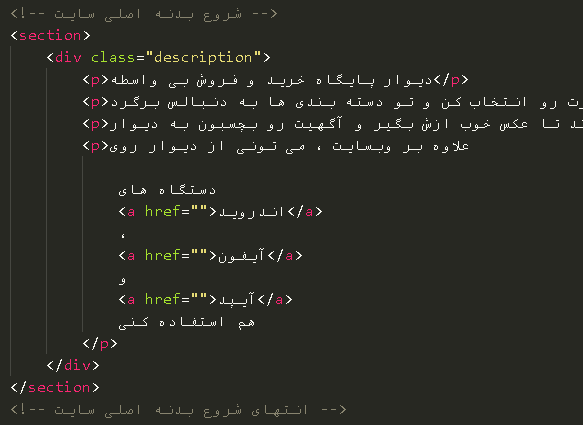 <!-- شروع بدنه اصلی سایت -->
<section>
<div class="description">
<p>دیوار پایگاه خرید و فروش بی واسطه</p>
<p>رت رو انتخاب کن و تو دسته بندی ها به دنبالس برگرد
<p>ند تا عکس خوب ازش بگیر و آگهیت رو بچسبون به دیوار
<p>علاوه بر وبسایت ، می تونی از دیوار روی
دستگاه های
<a href="">اندروید</a>
،
<a href="">آیفون</a>
و
<a href="">آیپد</a>
هم استفاده کنی
</p>
</div>
</section>
<!-- انتهای شروع بدنه اصلی سایت -->